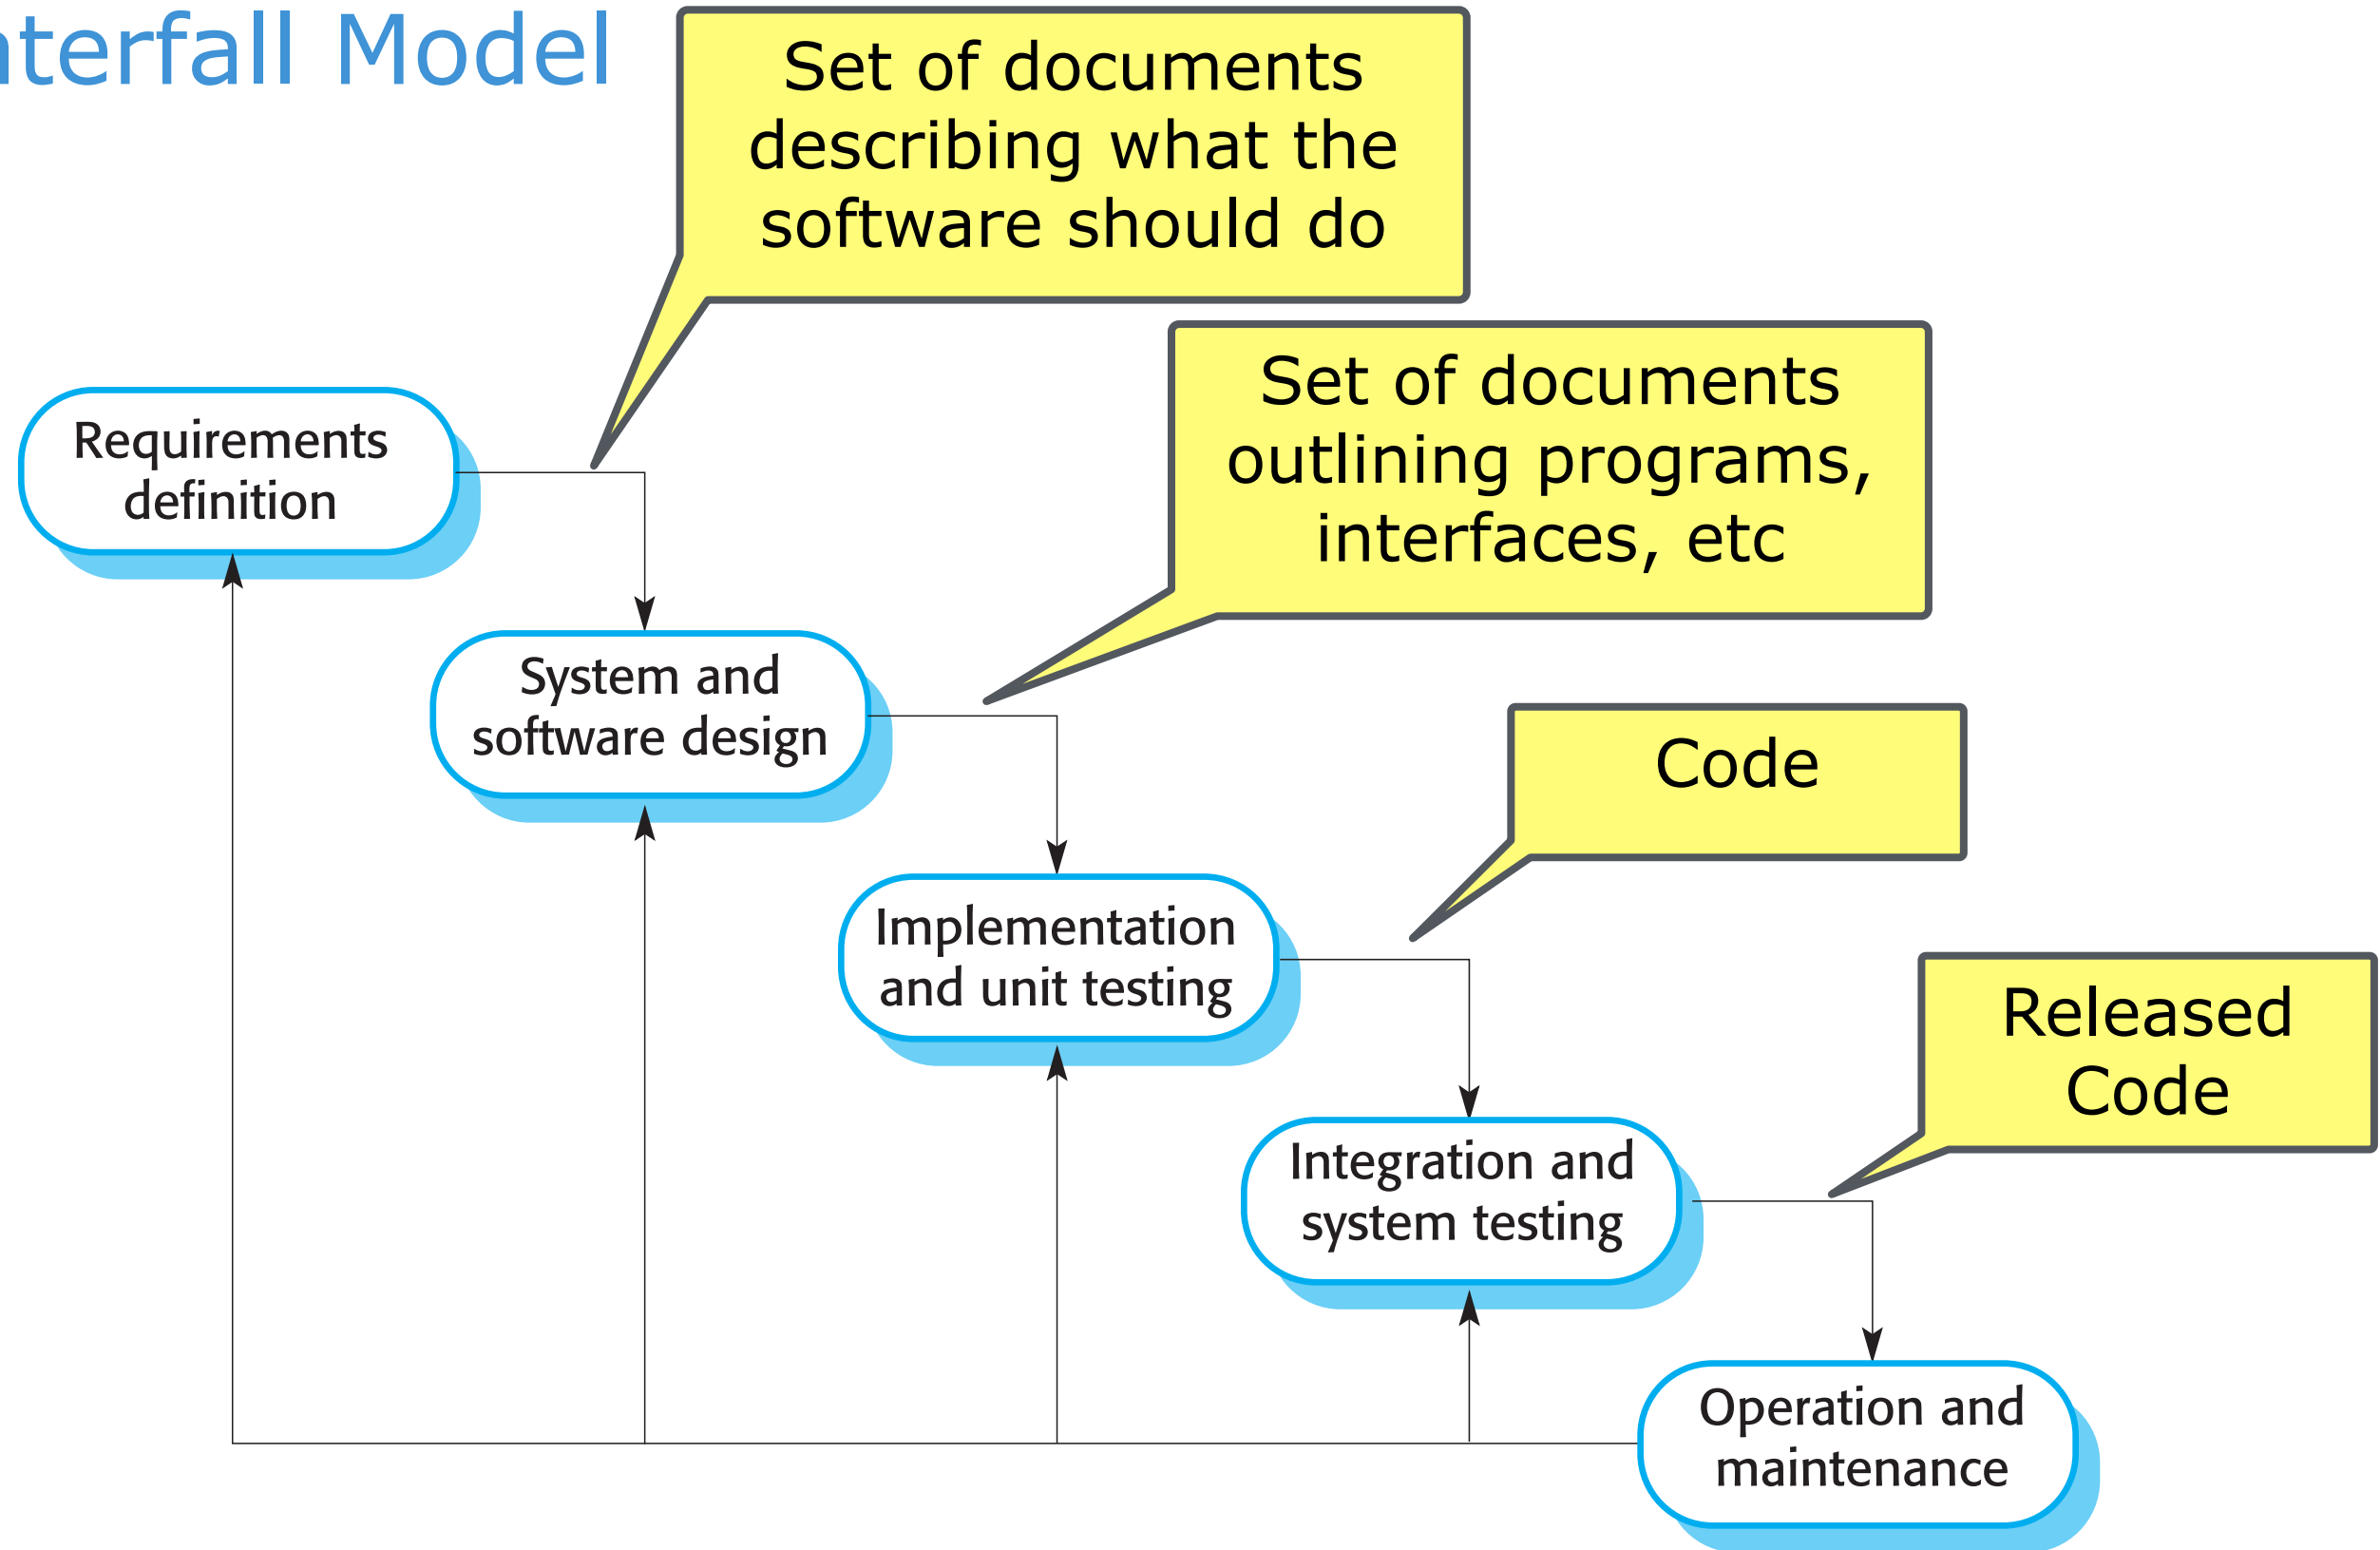 terfall Model
Set of documents
describing what the
software should do
Set of documents
outlining programs,
interfaces, etc
Requirements
definition
System and
software design
Code
Implementation
and unit testing
Released
Code
Integration and
system testing
Operation and
maintenance